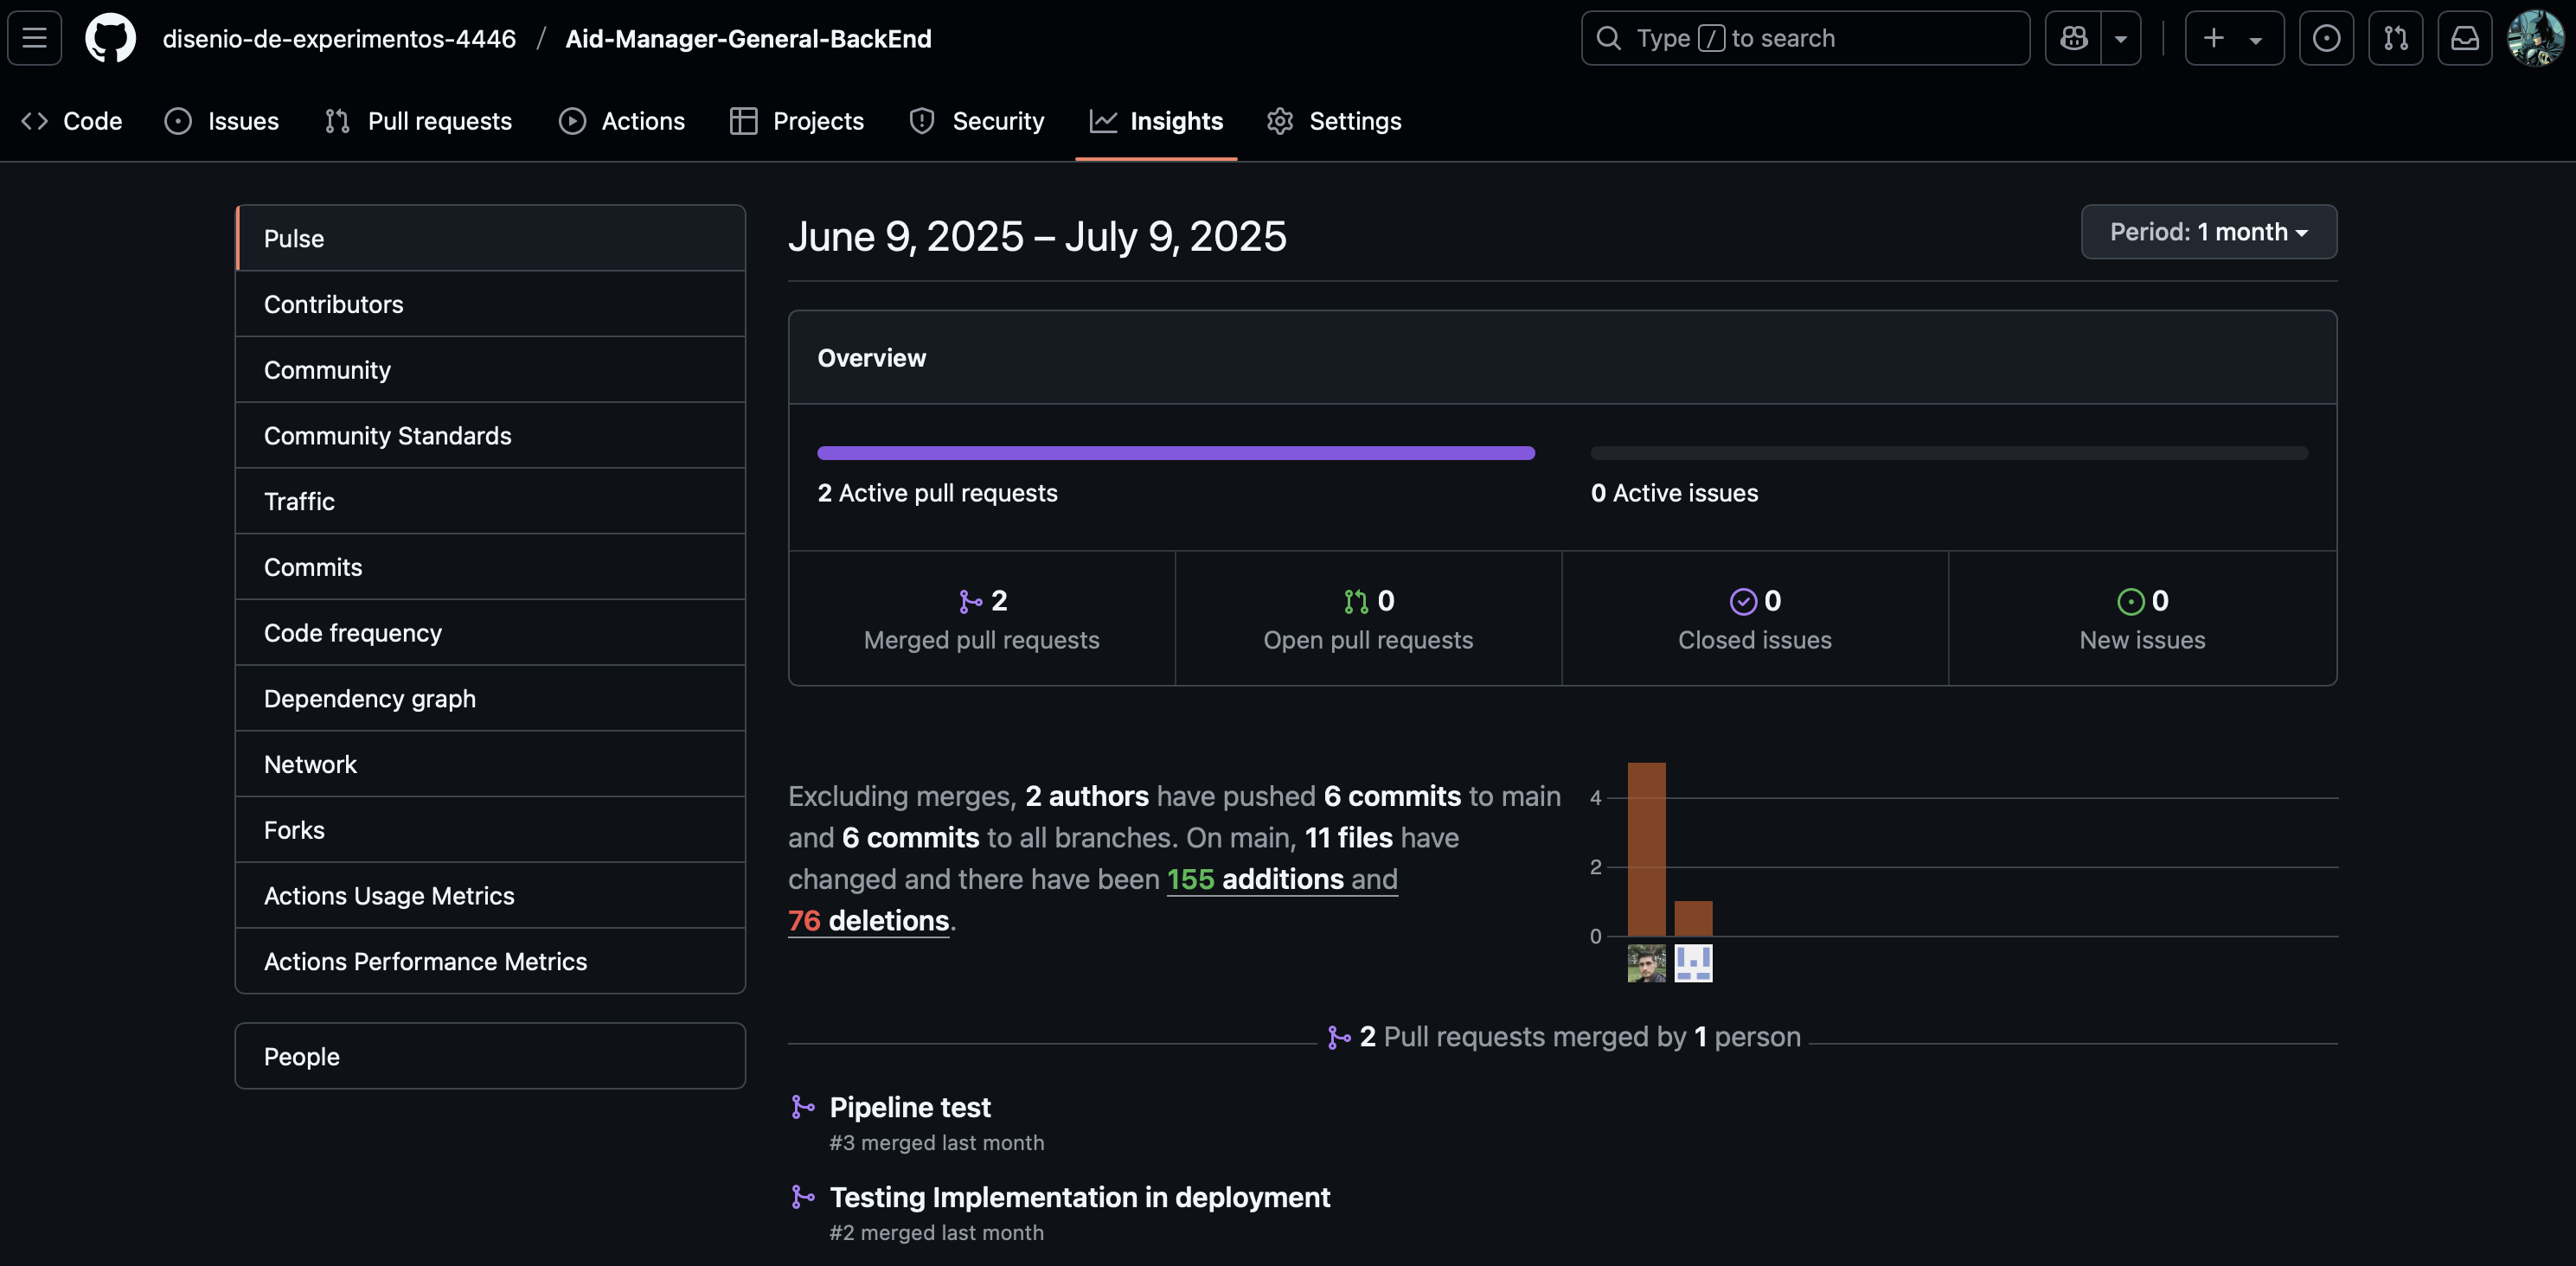 disenio-de-experimentos-4446 / Aid-Manager-General-BackEnd
Type / to search
Code
Issues
Pull requests
Actions
Projects
Security
Insights
Settings
Pulse
Contributors
Community
Community Standards
Traffic
Commits
Code frequency
Dependency graph
Network
Forks
Actions Usage Metrics
Actions Performance Metrics
People
June 9, 2025 – July 9, 2025
Period: 1 month
Overview
2 Active pull requests
0 Active issues
2
Merged pull requests
0
Open pull requests
0
Closed issues
0
New issues
Excluding merges, 2 authors have pushed 6 commits to main
and 6 commits to all branches. On main, 11 files have
changed and there have been 155 additions and
76 deletions.
4
2
0
2 Pull requests merged by 1 person
Pipeline test
#3 merged last month
Testing Implementation in deployment
#2 merged last month